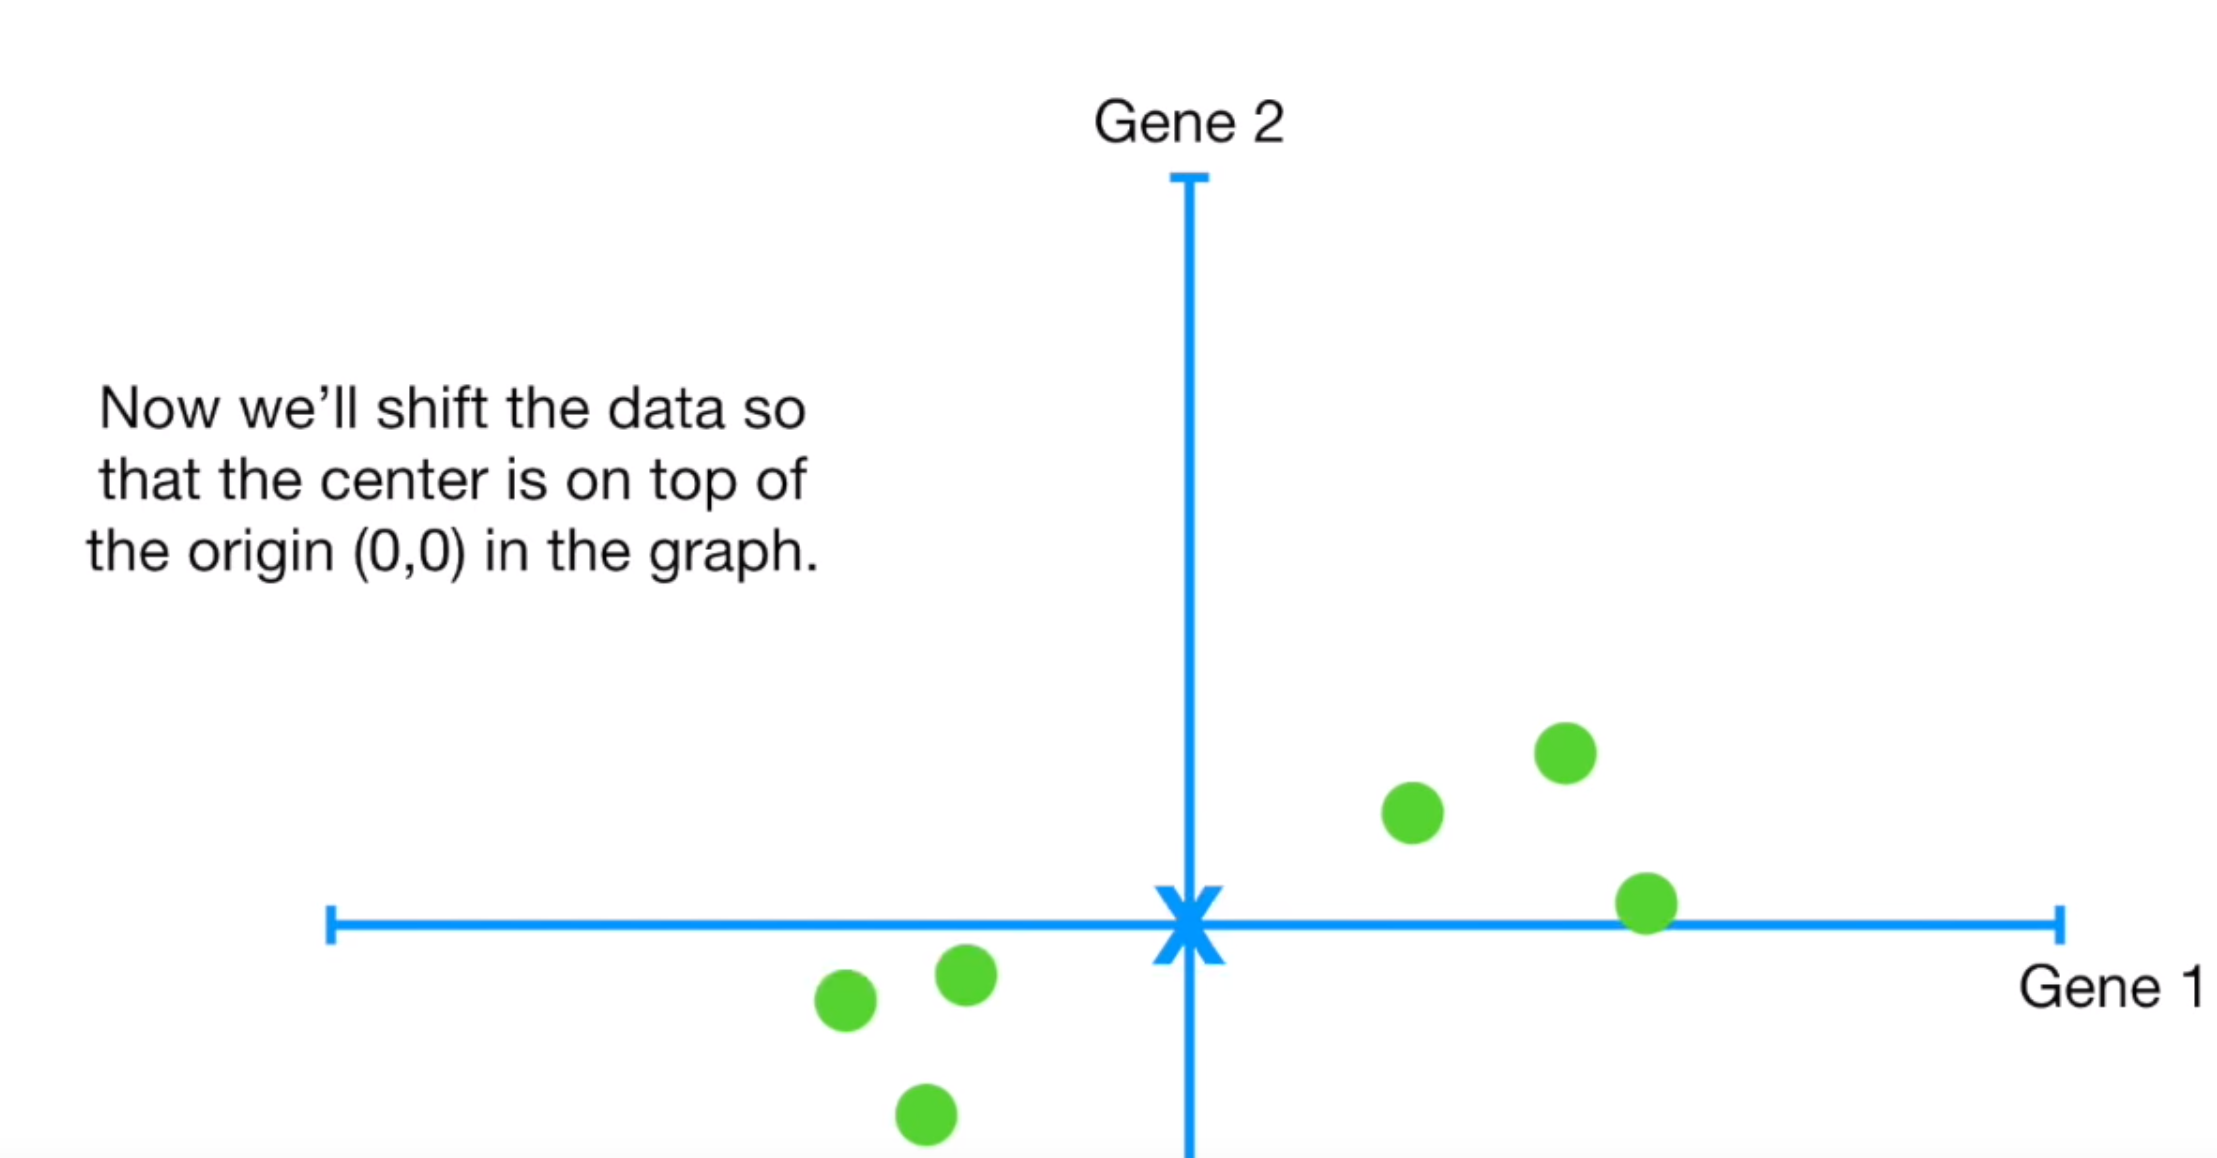 Gene 2
Now we’ll shift the data so
that the center is on top of
the origin (0,0) in the graph.
X
Gene 1